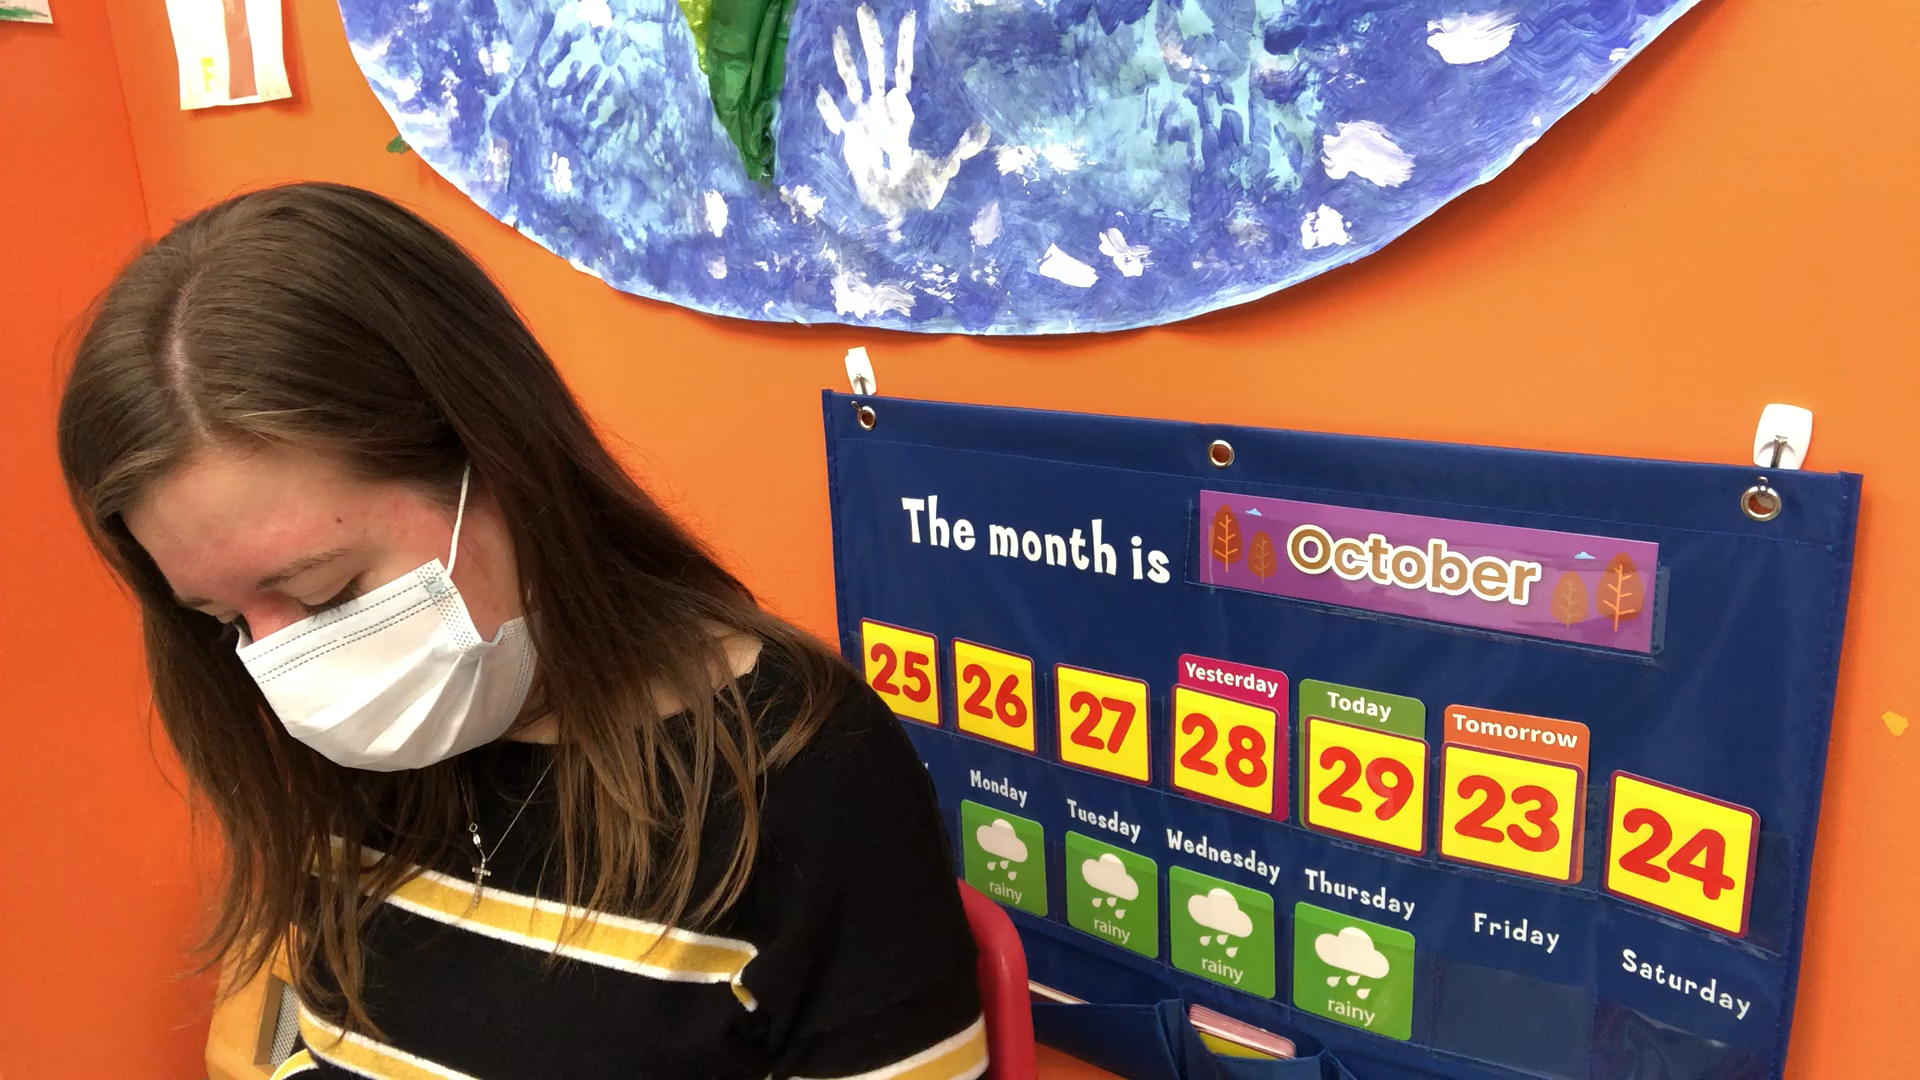 The month is October
Yesterday
Today
Tomorrow
25 26 27 28 29 23 24
Monday
Tuesday
Wednesday
Thursday
Friday
Saturday
rainy
rainy
rainy
rainy